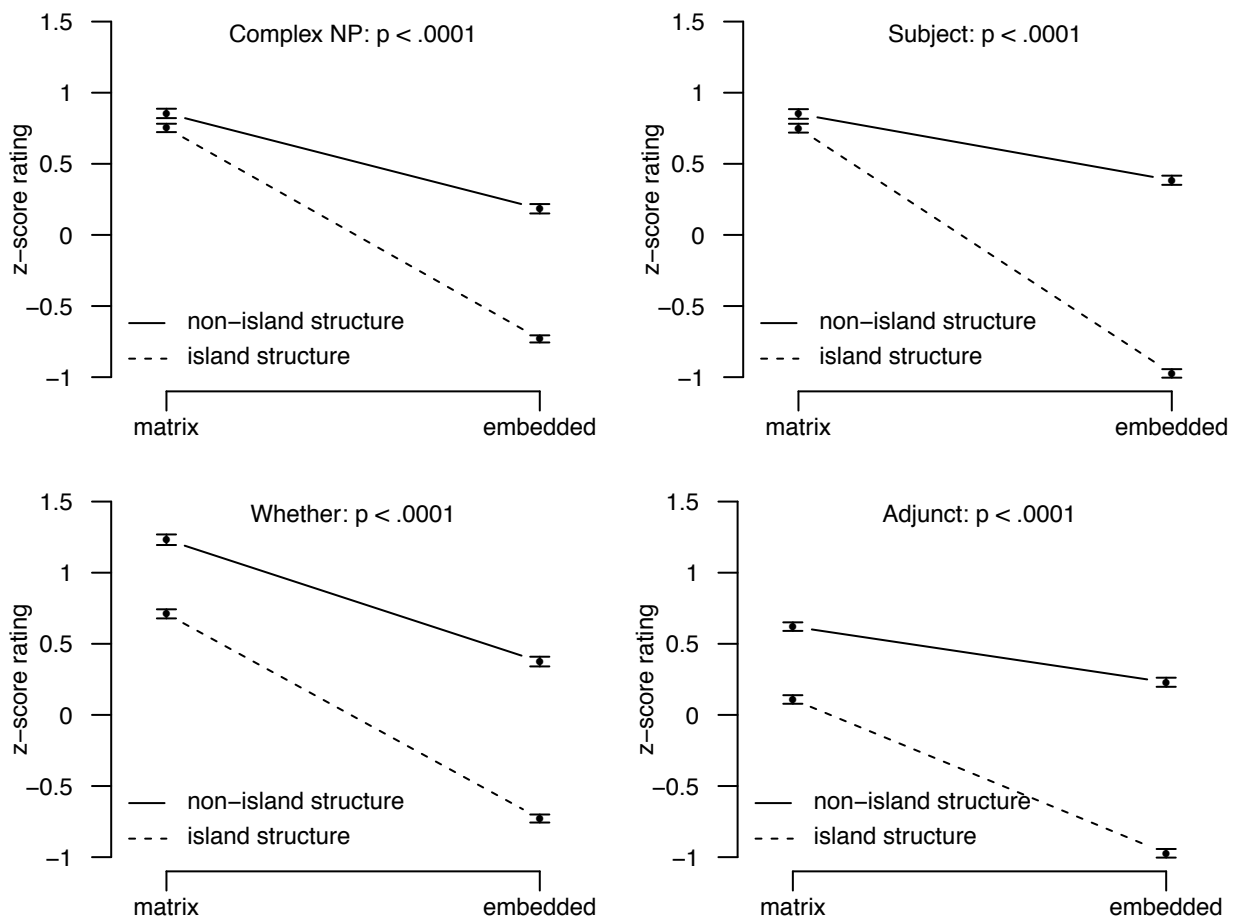 Complex NP: p < .0001
z−score rating
1.5
1
0.5
0
−0.5
−1
non−island structure
island structure
matrix embedded
Subject: p < .0001
z−score rating
1.5
1
0.5
0
−0.5
−1
non−island structure
island structure
matrix embedded
Whether: p < .0001
z−score rating
1.5
1
0.5
0
−0.5
−1
non−island structure
island structure
matrix embedded
Adjunct: p < .0001
z−score rating
1.5
1
0.5
0
−0.5
−1
non−island structure
island structure
matrix embedded